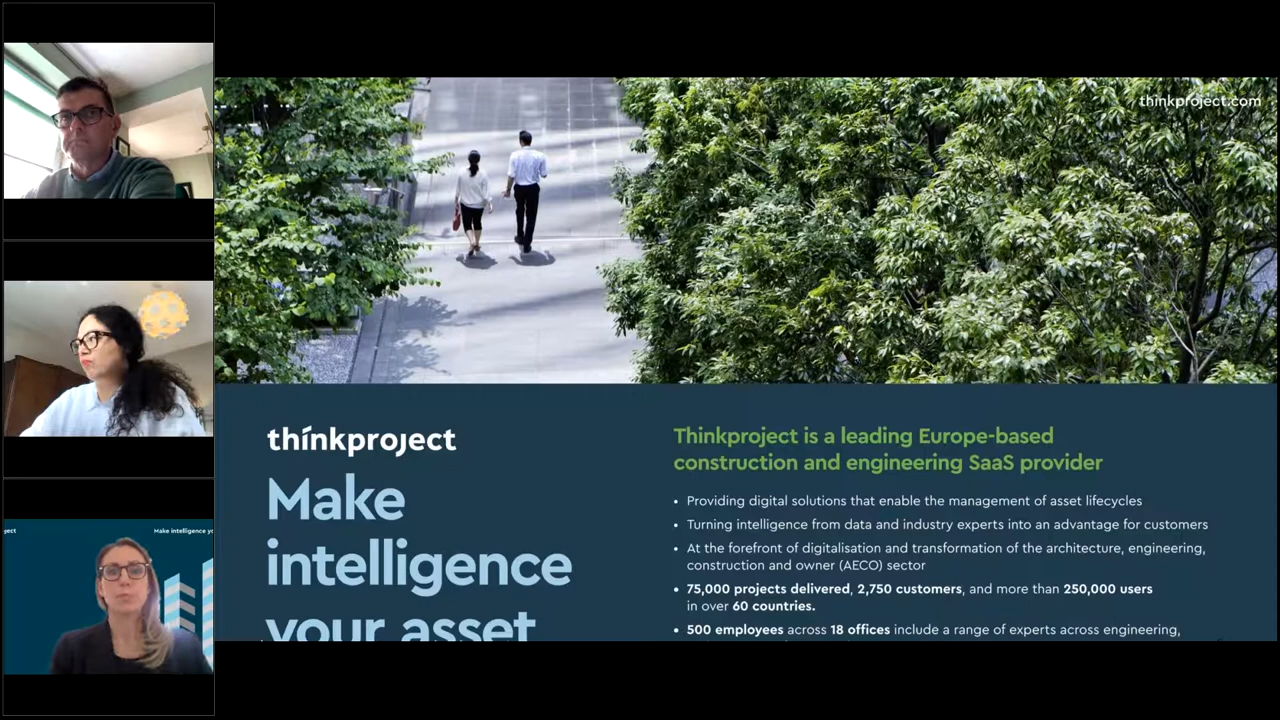 thinkproject.com
thinkproject
Make
intelligence
your asset
Thinkproject is a leading Europe-based
construction and engineering SaaS provider
• Providing digital solutions that enable the management of asset lifecycles
• Turning intelligence from data and industry experts into an advantage for customers
• At the forefront of digitalisation and transformation of the architecture, engineering,
construction and owner (AECO) sector
• 75,000 projects delivered, 2,750 customers, and more than 250,000 users
in over 60 countries.
• 500 employees across 18 offices include a range of experts across engineering,
ject
Make intelligence yo